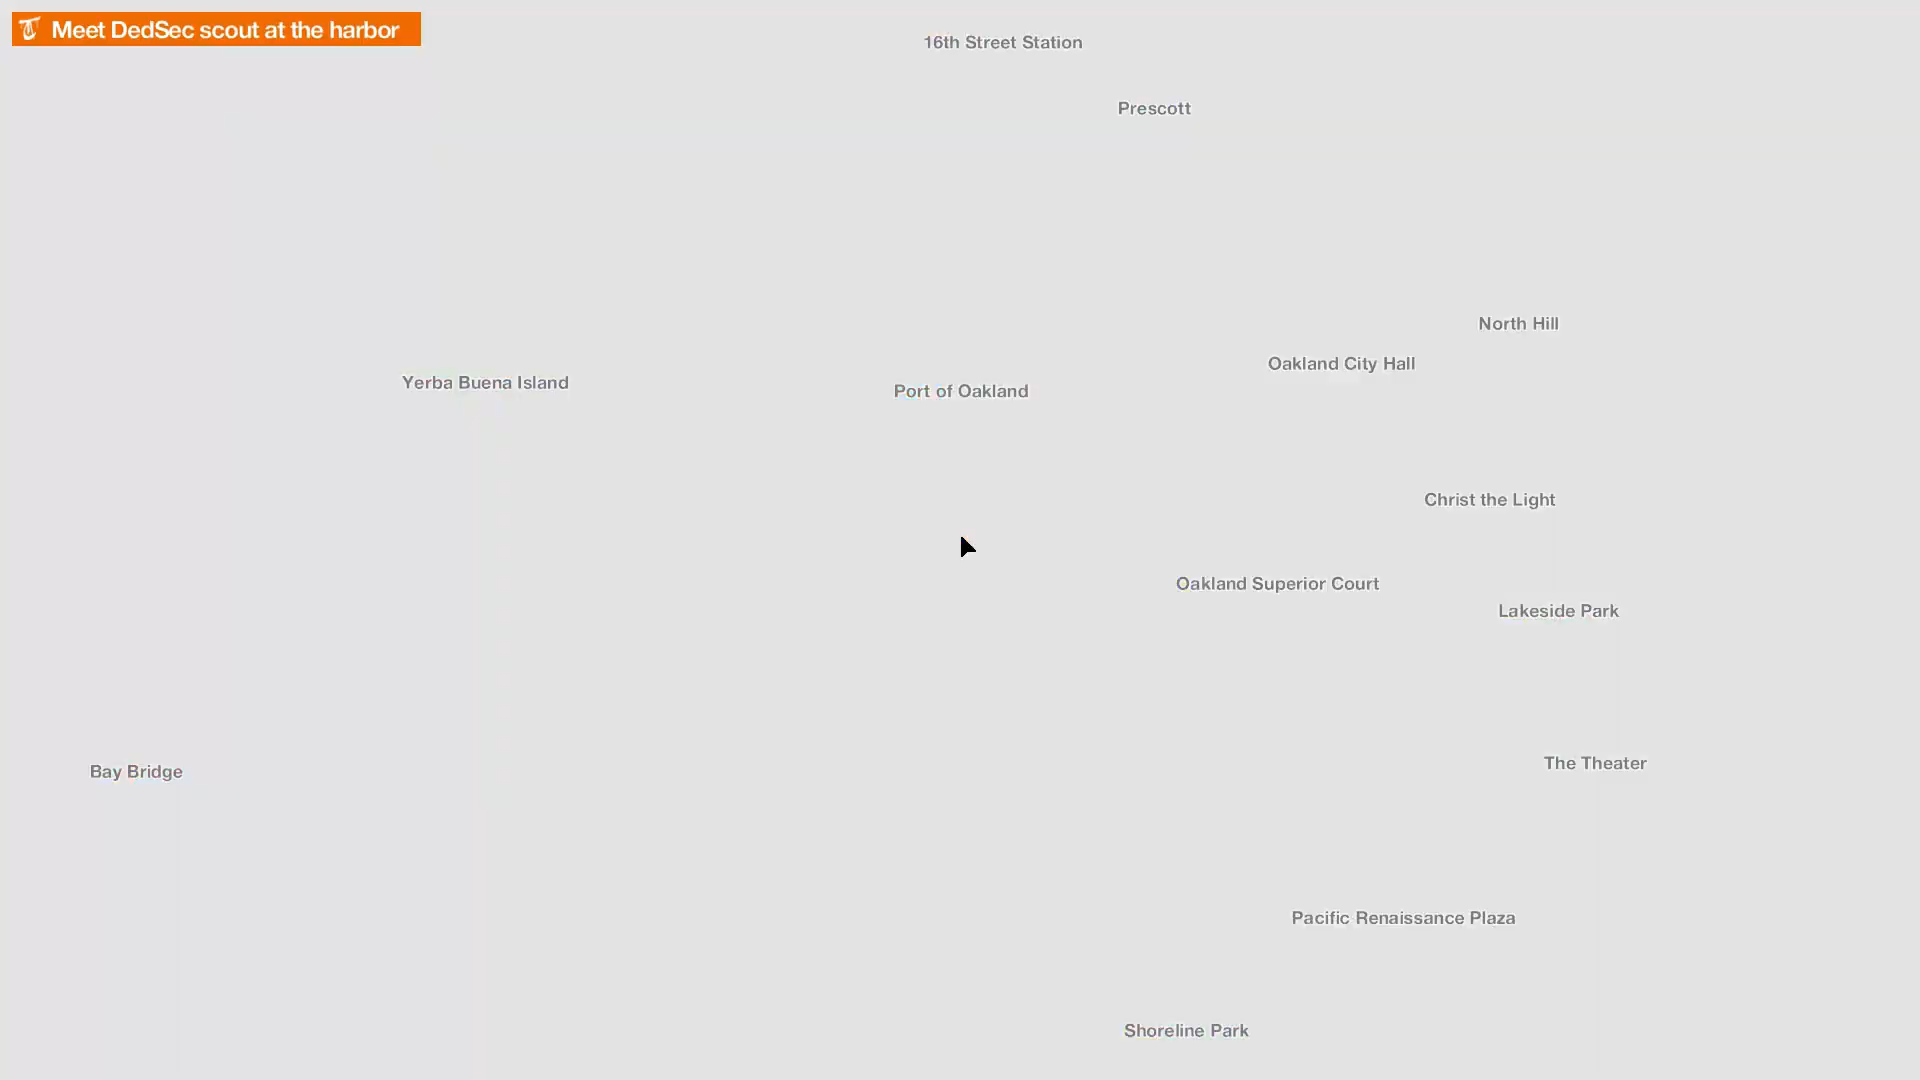 Meet DedSec scout at the harbor
16th Street Station
Prescott
North Hill
Oakland City Hall
Yerba Buena Island
Port of Oakland
Christ the Light
Oakland Superior Court
Lakeside Park
The Theater
Bay Bridge
Pacific Renaissance Plaza
Shoreline Park